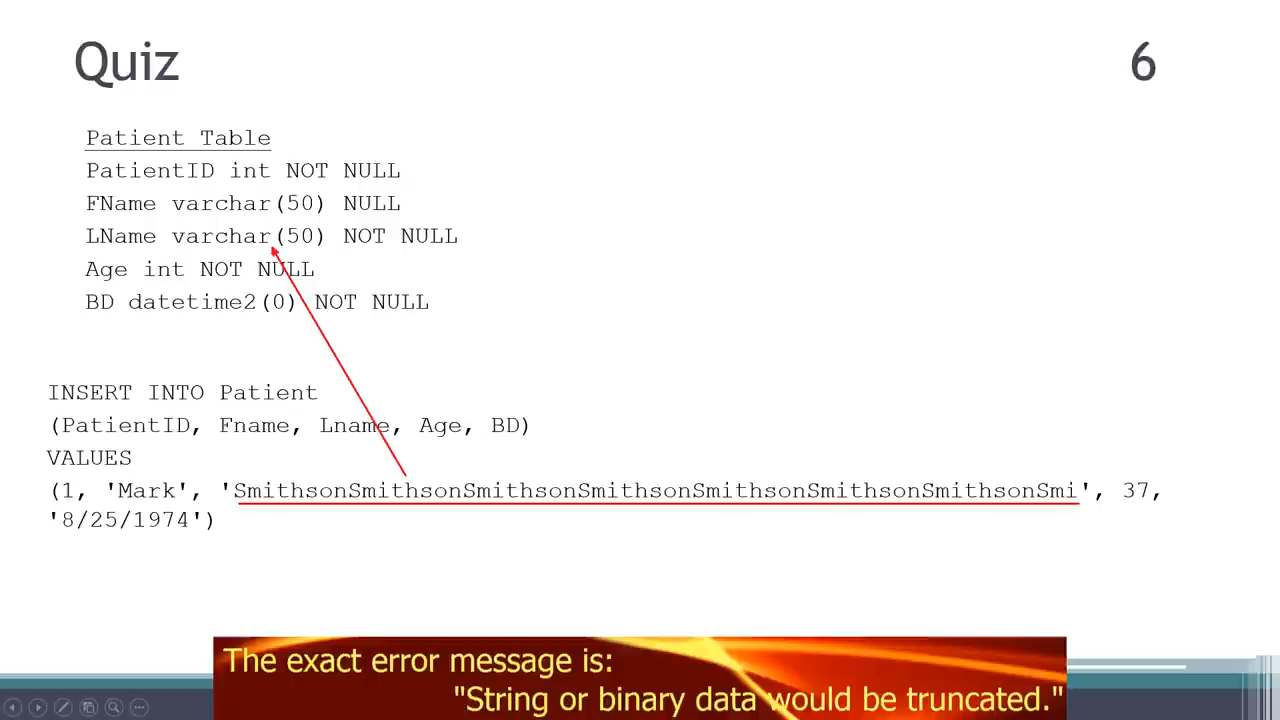 Quiz
6
Patient Table
PatientID int NOT NULL
FName varchar(50) NULL
LName varchar(50) NOT NULL
Age int NOT NULL
BD datetime2(0) NOT NULL
INSERT INTO Patient
(PatientID, Fname, Lname, Age, BD)
VALUES
(1, 'Mark', 'SmithsonSmithsonSmithsonSmithsonSmithsonSmithsonSmithsonSmi', 37,
'8/25/1974')
The exact error message is:
"String or binary data would be truncated."